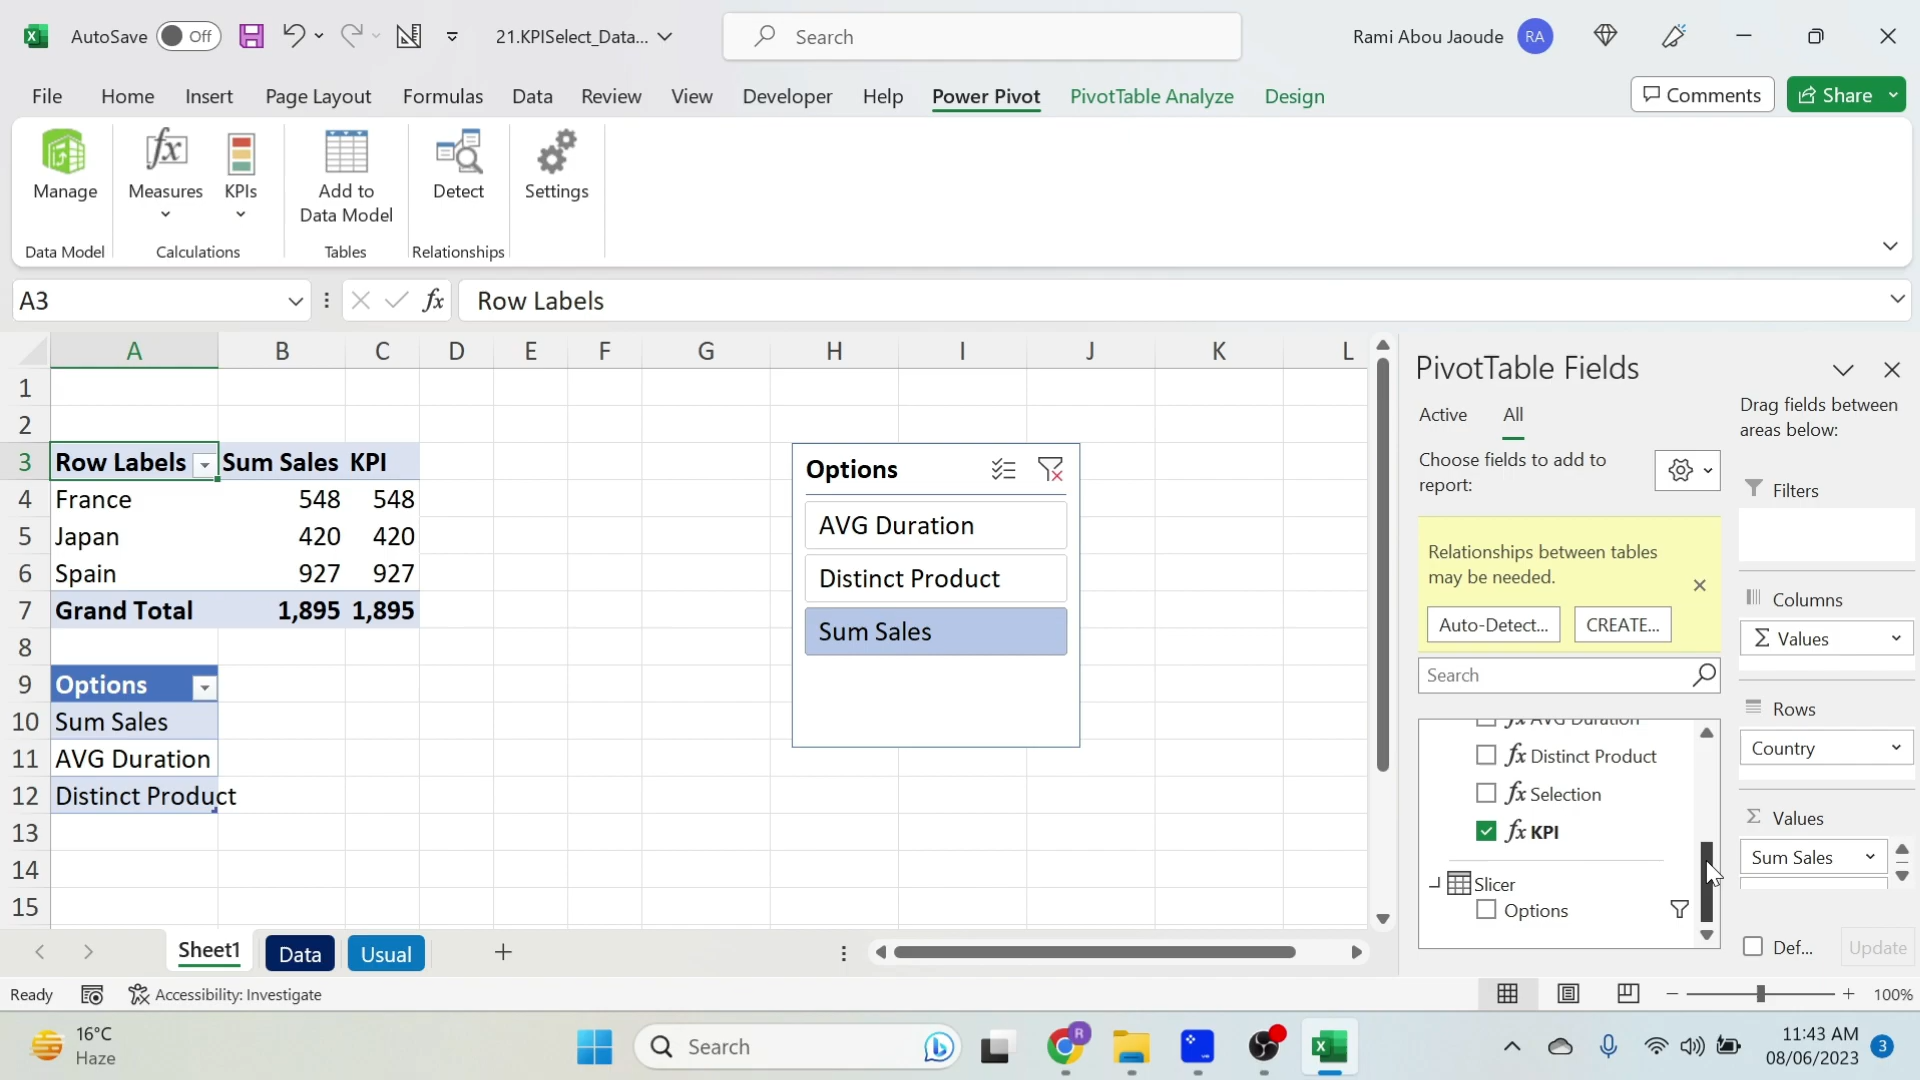 AutoSave Off 21.KPISelect_Data... Search Rami Abou Jaoude RA
File Home Insert Page Layout Formulas Data Review View Developer Help Power Pivot PivotTable Analyze Design Comments Share
Manage Measures KPIs Add to Data Model Detect Settings
Data Model Calculations Tables Relationships
A3 fx Row Labels
A B C D E F G H I J K L
1
2
3 Row Labels Sum Sales KPI
4 France 548 548
5 Japan 420 420
6 Spain 927 927
7 Grand Total 1,895 1,895
8
9 Options
10 Sum Sales
11 AVG Duration
12 Distinct Product
13
14
15
Options
AVG Duration
Distinct Product
Sum Sales
PivotTable Fields
Active All
Choose fields to add to
report:
Relationships between tables
may be needed.
Auto-Detect... CREATE...
Search
fx AVG Duration
fx Distinct Product
fx Selection
fx KPI
Slicer
Options
Drag fields between
areas below:
Filters
Columns
Σ Values
Rows
Country
Σ Values
Sum Sales
Def... Update
Sheet1 Data Usual
Ready Accessibility: Investigate 100%
16°C
Haze
Search
R
11:43 AM
08/06/2023
3